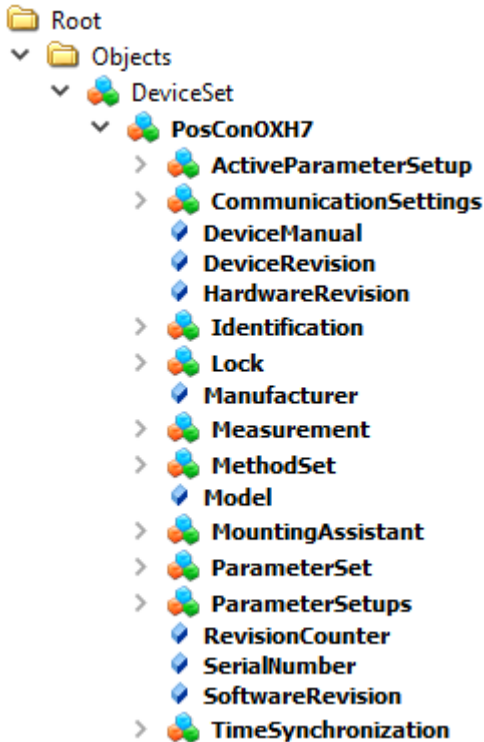 Root
Objects
DeviceSet
PosConOXH7
ActiveParameterSetup
CommunicationSettings
DeviceManual
DeviceRevision
HardwareRevision
Identification
Lock
Manufacturer
Measurement
MethodSet
Model
MountingAssistant
ParameterSet
ParameterSetups
RevisionCounter
SerialNumber
SoftwareRevision
TimeSynchronization